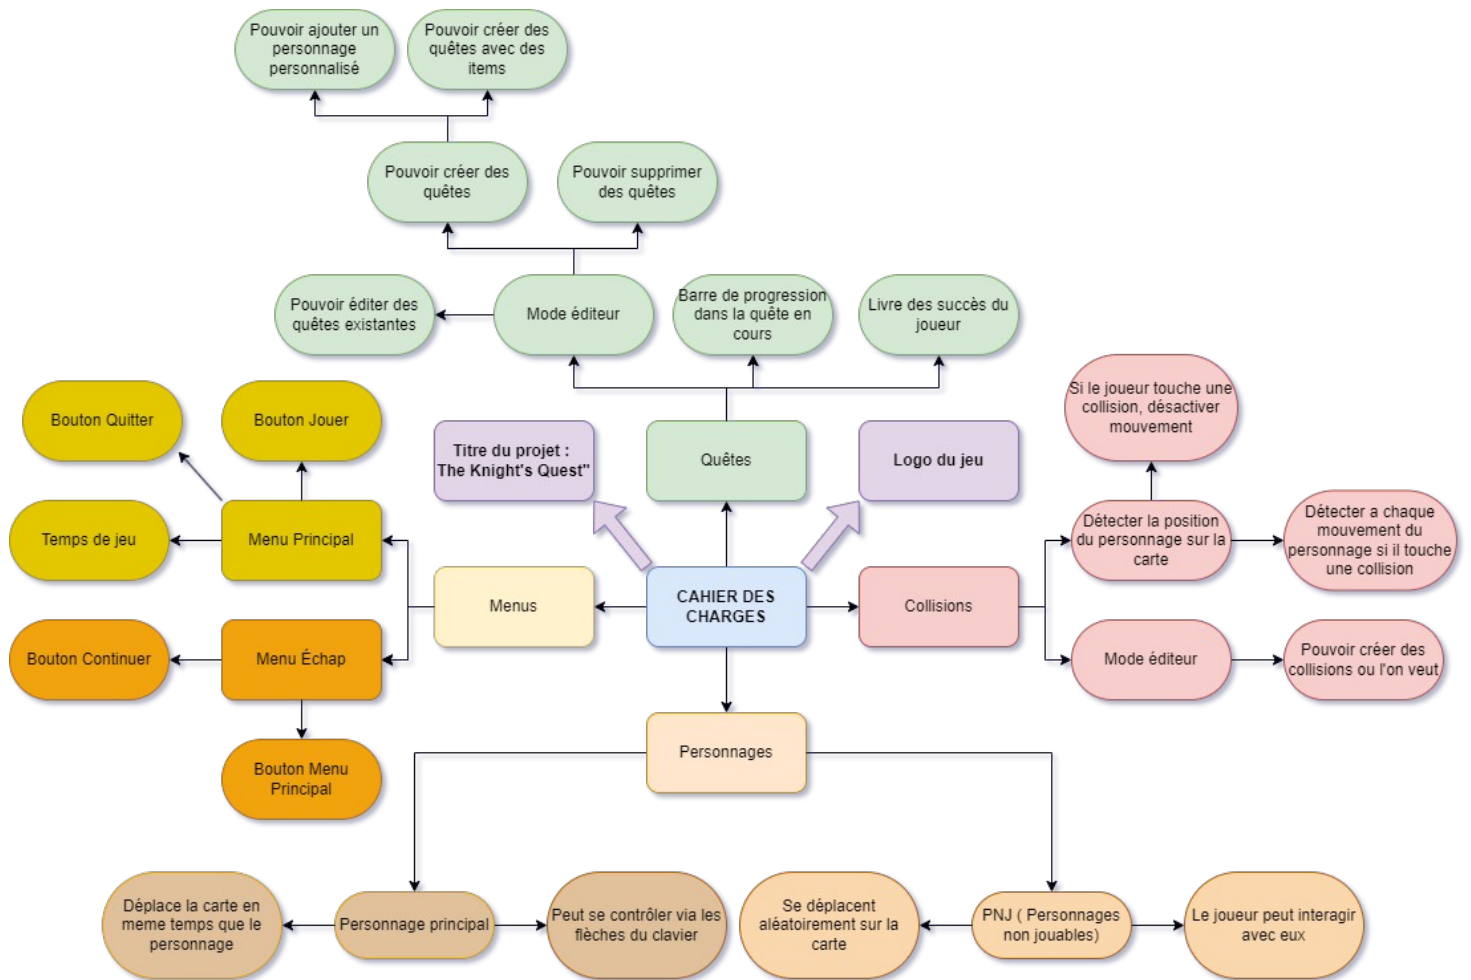 Pouvoir ajouter un
personnage
personnalisé
Pouvoir créer des
quêtes avec des
items
Pouvoir créer des
quêtes
Pouvoir supprimer
des quêtes
Pouvoir éditer des
quêtes existantes
Mode éditeur
Barre de progression
dans la quête en
cours
Livre des succès du
joueur
Si le joueur touche une
collision, désactiver
mouvement
Bouton Quitter
Bouton Jouer
Titre du projet :
The Knight's Quest"
Quêtes
Logo du jeu
Temps de jeu
Menu Principal
Détecter la position
du personnage sur la
carte
Détecter a chaque
mouvement du
personnage si il touche
une collision
Menus
CAHIER DES
CHARGES
Collisions
Bouton Continuer
Menu Échap
Mode éditeur
Pouvoir créer des
collisions ou l'on veut
Bouton Menu
Principal
Personnages
Déplace la carte en
meme temps que le
personnage
Personnage principal
Peut se contrôler via les
flèches du clavier
Se déplacent
aléatoirement sur la
carte
PNJ ( Personnages
non jouables)
Le joueur peut interagir
avec eux